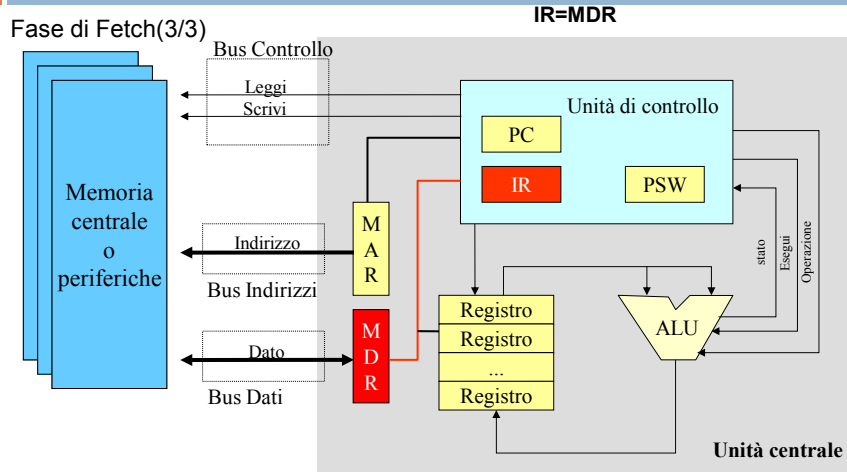 IR=MDR
Fase di Fetch(3/3)
Bus Controllo
Leggi
Scrivi
Unità di controllo
PC
IR
PSW
Memoria
centrale
o
periferiche
M
A
R
Indirizzo
Bus Indirizzi
stato
Esegui
Operazione
M
D
R
Dato
Bus Dati
Registro
Registro
...
Registro
ALU
Unità centrale